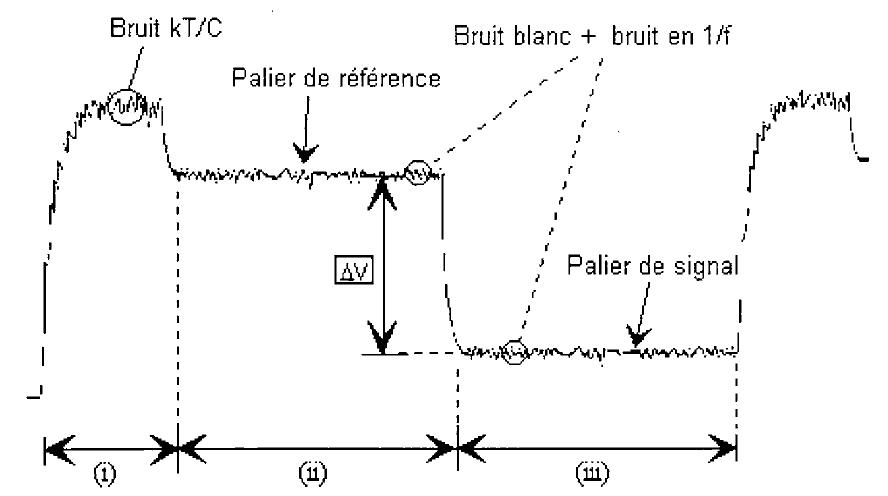 Bruit kT/C
Bruit blanc + bruit en 1/f
Palier de référence
ΔV
Palier de signal
(i)
(ii)
(iii)